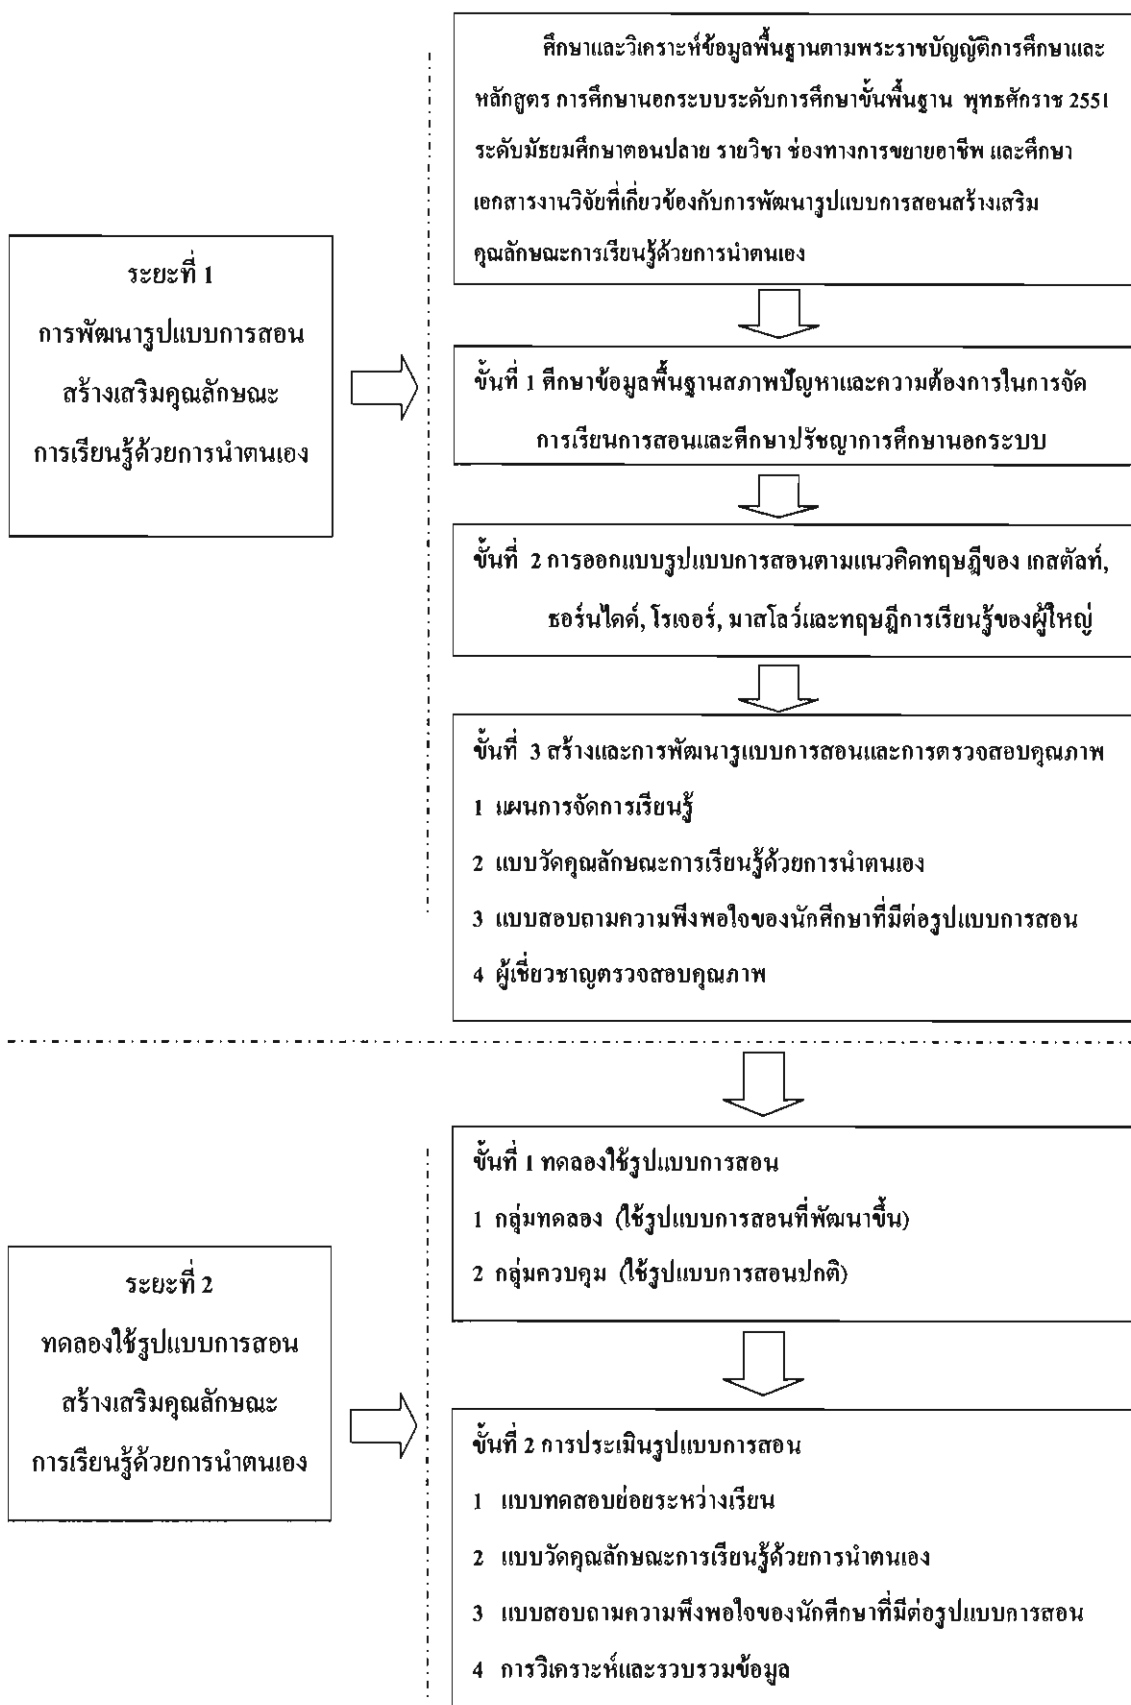 ศึกษาและวิเคราะห์ข้อมูลพื้นฐานตามพระราชบัญญัติการศึกษาและ
หลักสูตร การศึกษานอกระบบระดับการศึกษาขั้นพื้นฐาน พุทธศักราช 2551
ระดับมัธยมศึกษาตอนปลาย รายวิชา ช่องทางการขยายอาชีพ และศึกษา
เอกสารงานวิจัยที่เกี่ยวข้องกับการพัฒนารูปแบบการสอนสร้างเสริม
คุณลักษณะการเรียนรู้ด้วยการนำตนเอง
ระยะที่ 1
การพัฒนารูปแบบการสอน
สร้างเสริมคุณลักษณะ
การเรียนรู้ด้วยการนำตนเอง
ขั้นที่ 1 ศึกษาข้อมูลพื้นฐานสภาพปัญหาและความต้องการในการจัด
การเรียนการสอนและศึกษาปรัชญาการศึกษานอกระบบ
ขั้นที่ 2 การออกแบบรูปแบบการสอนตามแนวคิดทฤษฎีของ เกสตัลท์,
ธอร์นไดค์, โรเจอร์, มาสโลว์และทฤษฎีการเรียนรู้ของผู้ใหญ่
ขั้นที่ 3 สร้างและการพัฒนารูแบบการสอนและการตรวจสอบคุณภาพ
1 แผนการจัดการเรียนรู้
2 แบบวัดคุณลักษณะการเรียนรู้ด้วยการนำตนเอง
3 แบบสอบถามความพึงพอใจของนักศึกษาที่มีต่อรูปแบบการสอน
4 ผู้เชี่ยวชาญตรวจสอบคุณภาพ
ขั้นที่ 1 ทดลองใช้รูปแบบการสอน
1 กลุ่มทดลอง (ใช้รูปแบบการสอนที่พัฒนาขึ้น)
2 กลุ่มควบคุม (ใช้รูปแบบการสอนปกติ)
ระยะที่ 2
ทดลองใช้รูปแบบการสอน
สร้างเสริมคุณลักษณะ
การเรียนรู้ด้วยการนำตนเอง
ขั้นที่ 2 การประเมินรูปแบบการสอน
1 แบบทดสอบย่อยระหว่างเรียน
2 แบบวัดคุณลักษณะการเรียนรู้ด้วยการนำตนเอง
3 แบบสอบถามความพึงพอใจของนักศึกษาที่มีต่อรูปแบบการสอน
4 การวิเคราะห์และรวบรวมข้อมูล